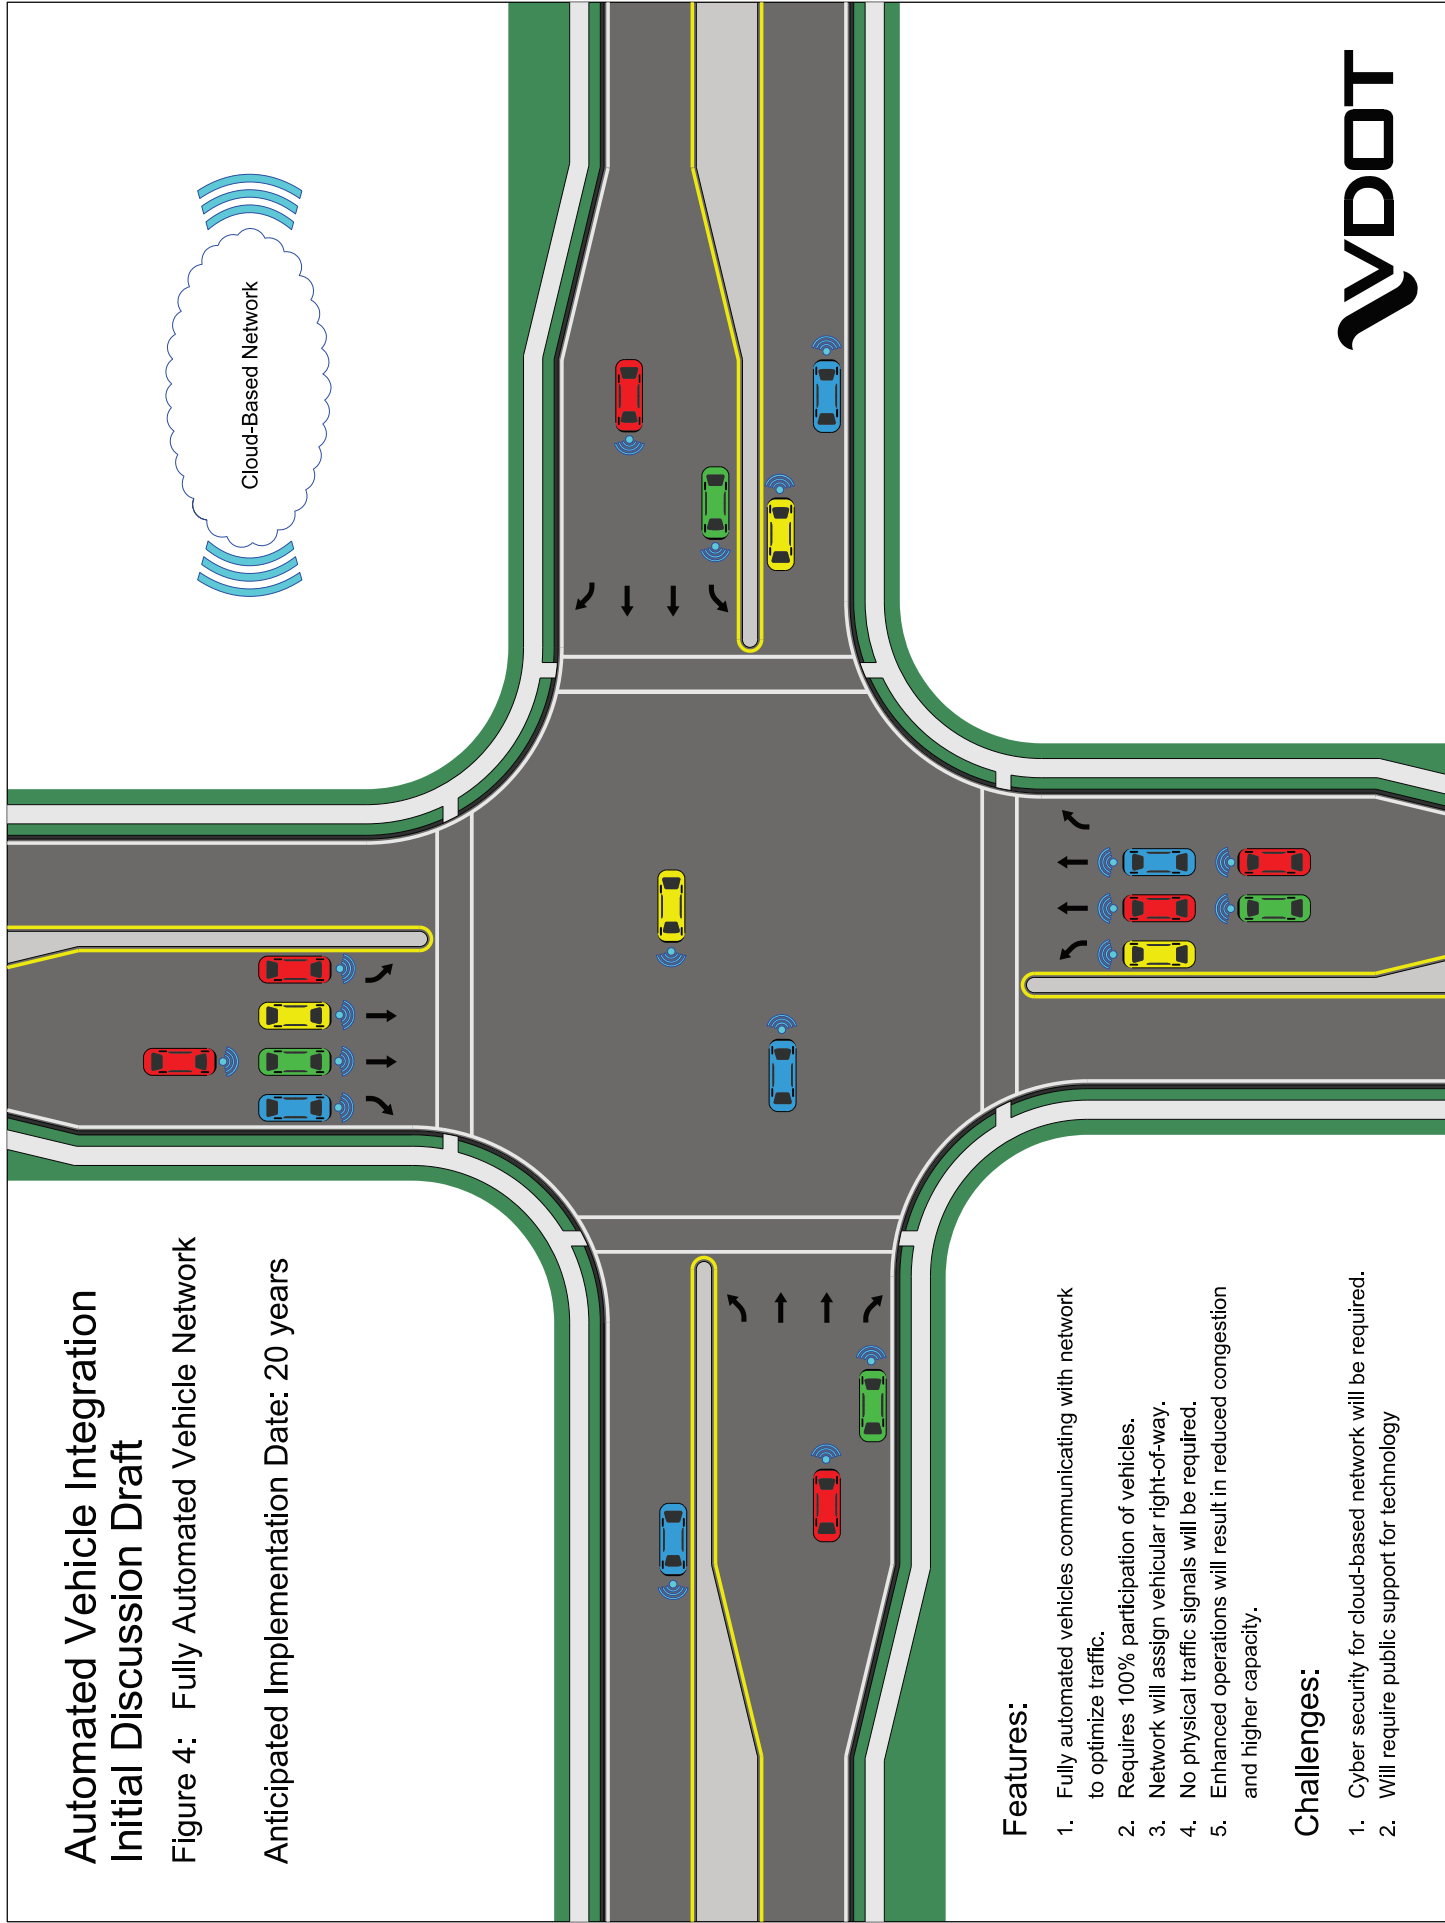 Automated Vehicle Integration
Initial Discussion Draft
Figure 4: Fully Automated Vehicle Network
Anticipated Implementation Date: 20 years
Cloud-Based Network
Features:
1. Fully automated vehicles communicating with network
to optimize traffic.
2. Requires 100% participation of vehicles.
3. Network will assign vehicular right-of-way.
4. No physical traffic signals will be required.
5. Enhanced operations will result in reduced congestion
and higher capacity.
Challenges:
1. Cyber security for cloud-based network will be required.
2. Will require public support for technology
VDOT